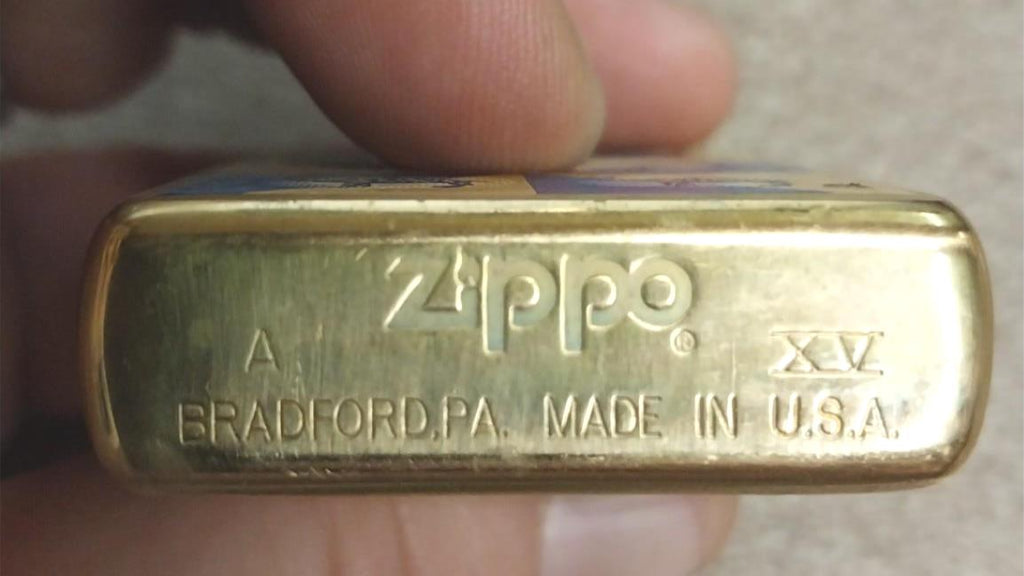 Zippo®
A XV
BRADFORD, PA. MADE IN U.S.A.